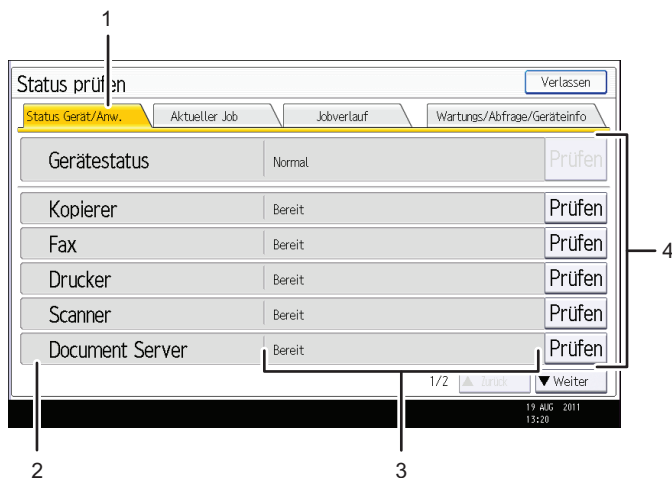 1
Status prüfen Verlassen
Status Gerät/Anw. Aktueller Job Jobverlauf Wartungs/Abfrage/Geräteinfo
Gerätestatus Normal Prüfen
Kopierer Bereit Prüfen
Fax Bereit Prüfen
4
Drucker Bereit Prüfen
Scanner Bereit Prüfen
Document Server Bereit Prüfen
1/2 ▲ Zurück ▼ Weiter
19 AUG 2011
13:20
2 3